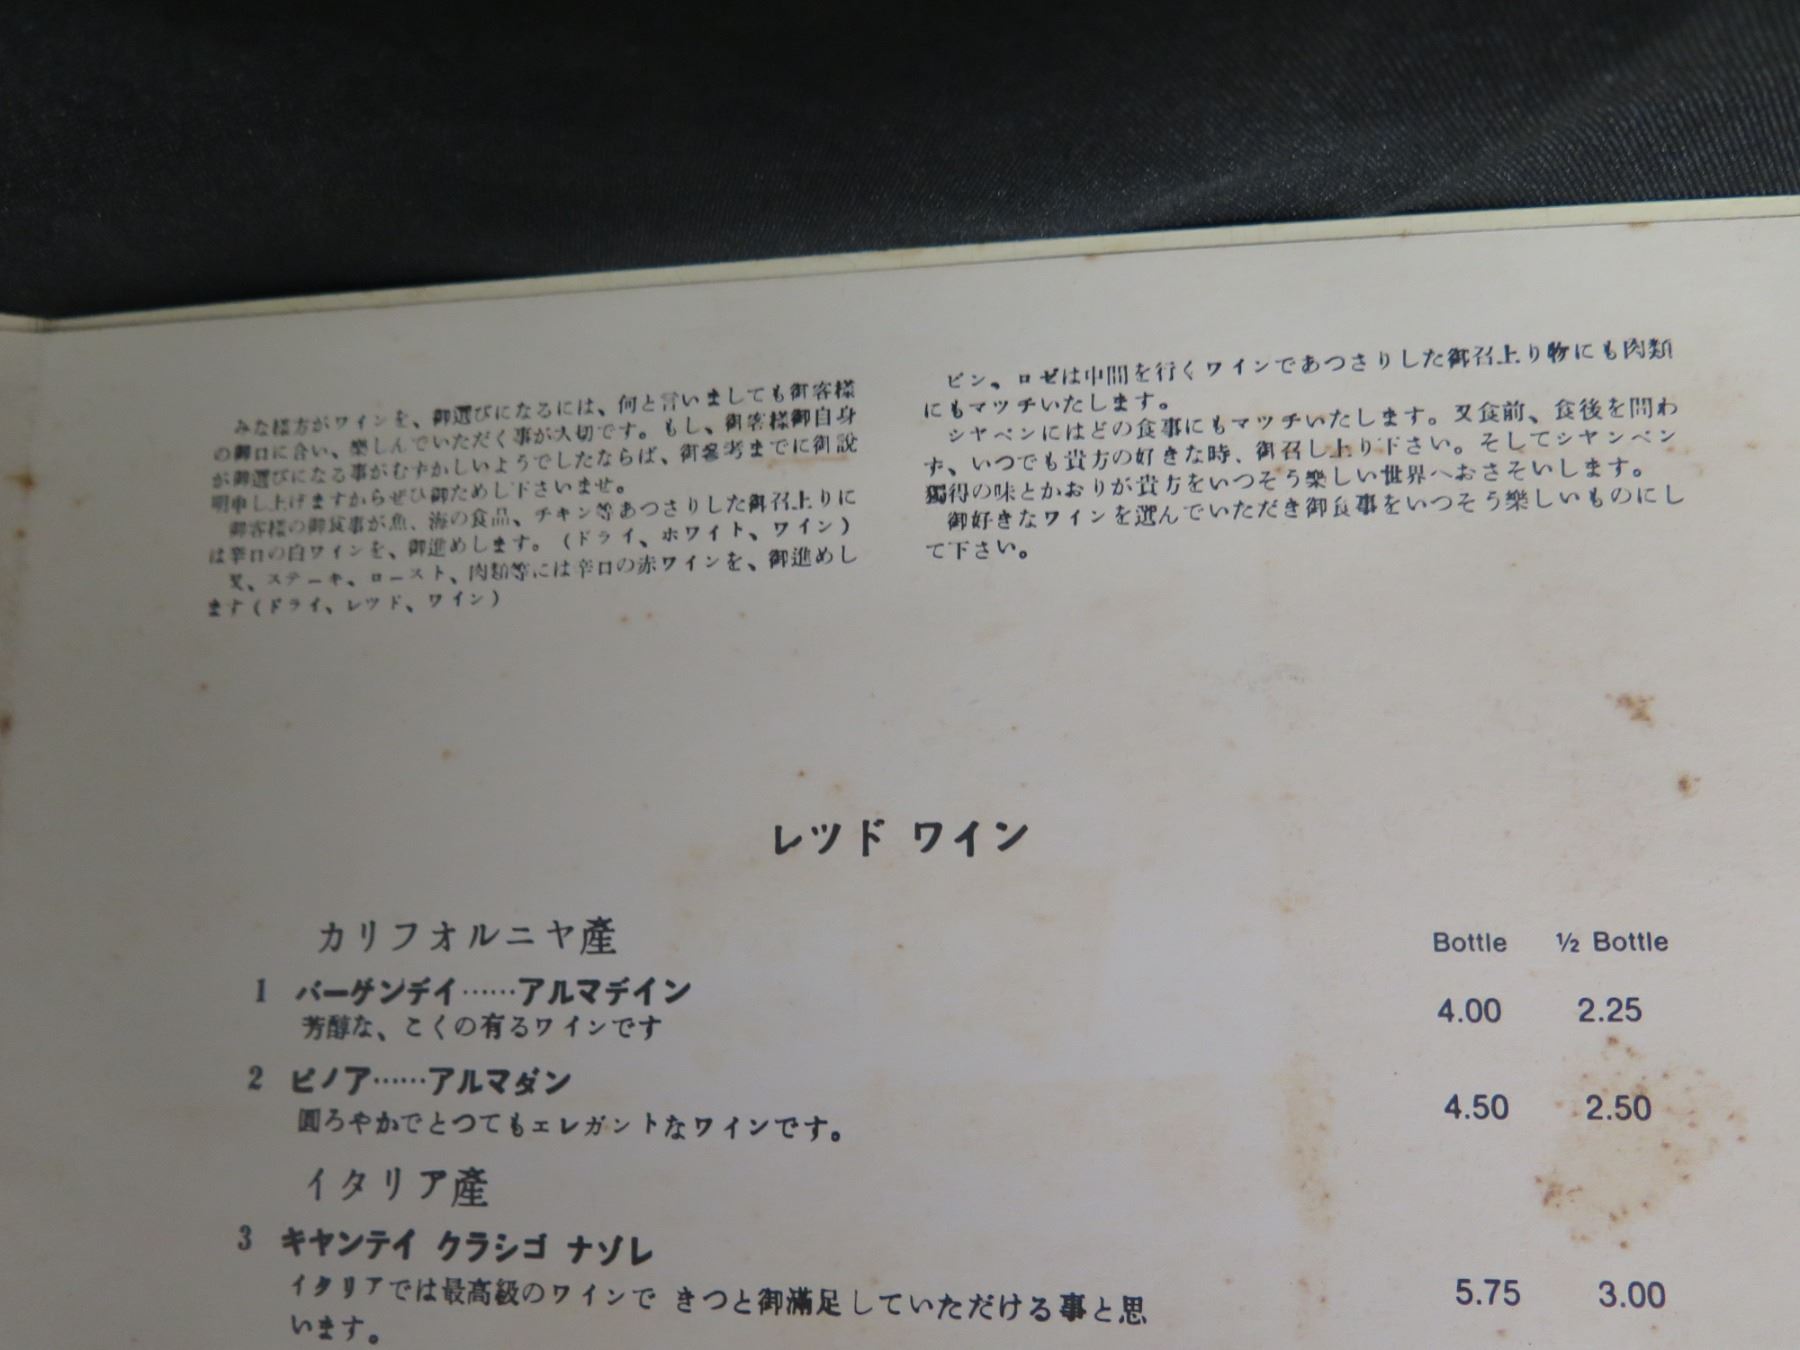 みな様方がワインを、御選びになるには、何と言いましても御客様
の御口に合い、樂しんでいただく事が大切です。もし、御客様御自身
が御選びになる事がむずかしいようでしたならば、御參考までに御說
明申し上げますからぜひ御ためし下さいませ。
御客様の御食事が魚、海の食品、チキン等あつさりした御召上りに
は辛口の白ワインを、御進めします。(ドライ、ホワイト、ワイン)
又、ステーキ、ロースト、肉類等には辛口の赤ワインを、御進めし
ます(ドライ、レツド、ワイン)
ピン、ロゼは中間を行くワインであつさりした御召上り物にも肉類
にもマツチいたします。
シヤペンにはどの食事にもマツチいたします。又食前、食後を問わ
ず、いつでも貴方の好きな時、御召し上り下さい。そしてシヤンペン
獨得の味とかおりが貴方をいつそう樂しい世界へおさそいします。
御好きなワインを選んでいただき御食事をいつそう樂しいものにし
て下さい。
レツド ワイン
カリフオルニヤ產
Bottle ½ Bottle
1 バーゲンデイ……アルマデイン 4.00 2.25
芳醇な、こくの有るワインです
2 ピノア……アルマダン 4.50 2.50
圓ろやかでとつてもエレガントなワインです。
イタリア產
3 キヤンテイ クラシゴ ナゾレ 5.75 3.00
イタリアでは最高級のワインで きつと御滿足していただける事と思
います。